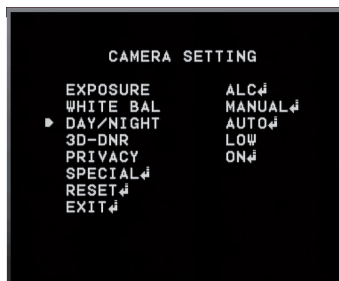 CAMERA SETTING
EXPOSURE ALC↲
WHITE BAL MANUAL↲
DAY/NIGHT AUTO↲
3D-DNR LOW
PRIVACY ON↲
SPECIAL↲
RESET↲
EXIT↲